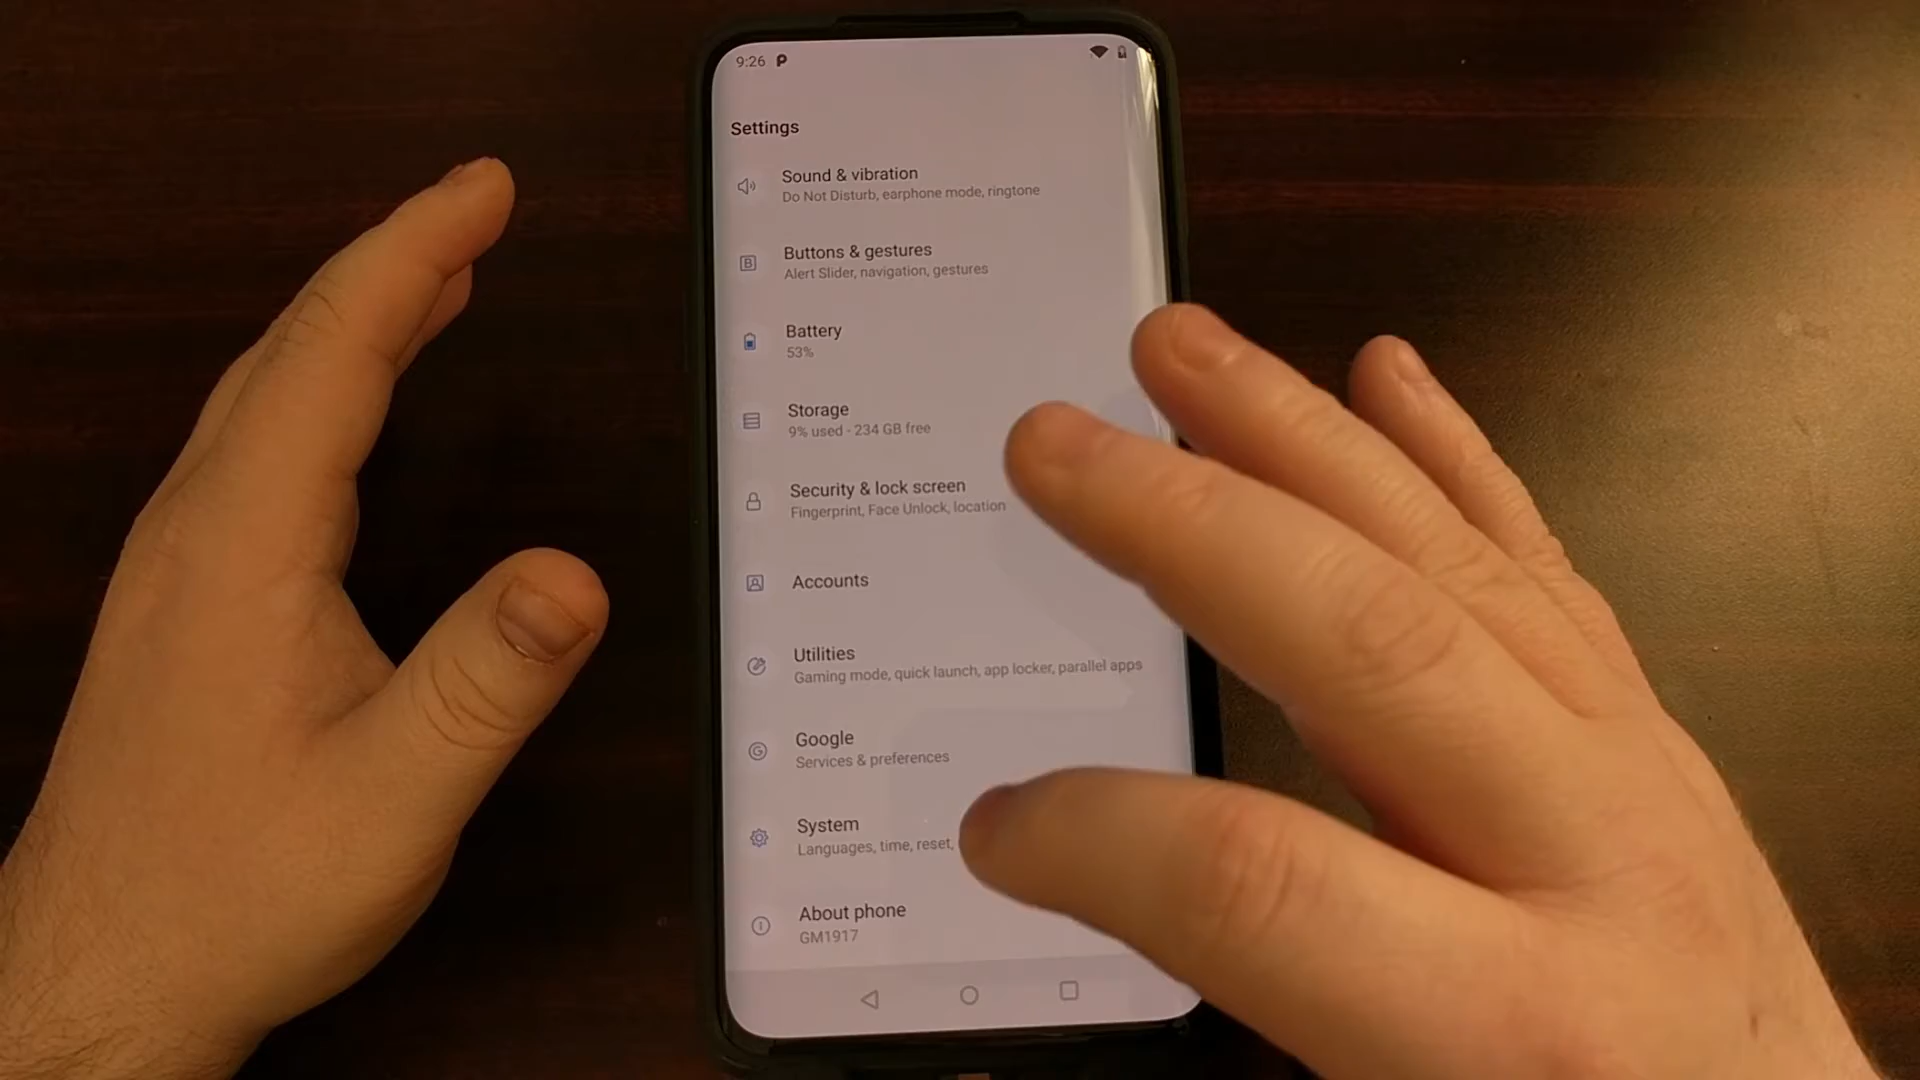 9:26
Settings
Sound & vibration
Do Not Disturb, earphone mode, ringtone
Buttons & gestures
Alert Slider, navigation, gestures
Battery
53%
Storage
9% used - 234 GB free
Security & lock screen
Fingerprint, Face Unlock, location
Accounts
Utilities
Gaming mode, quick launch, app locker, parallel apps
Google
Services & preferences
System
Languages, time, reset,
About phone
GM1917